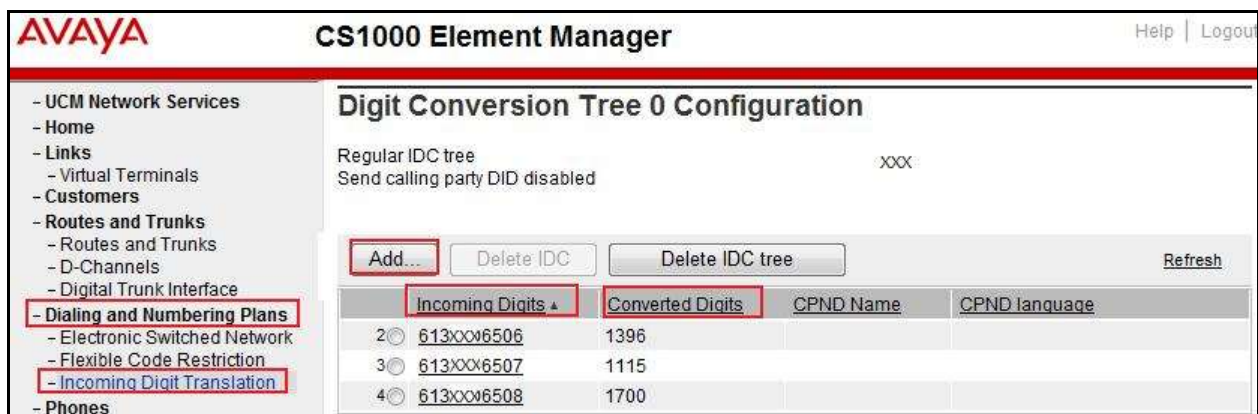 AVAYA
CS1000 Element Manager
Help | Logout
- UCM Network Services
- Home
- Links
- Virtual Terminals
- Customers
- Routes and Trunks
- Routes and Trunks
- D-Channels
- Digital Trunk Interface
- Dialing and Numbering Plans
- Electronic Switched Network
- Flexible Code Restriction
- Incoming Digit Translation
- Phones
Digit Conversion Tree 0 Configuration
Regular IDC tree XXX
Send calling party DID disabled
Add... Delete IDC Delete IDC tree Refresh
Incoming Digits Converted Digits CPND Name CPND language
2 613XXX6506 1396
3 613XXX6507 1115
4 613XXX6508 1700